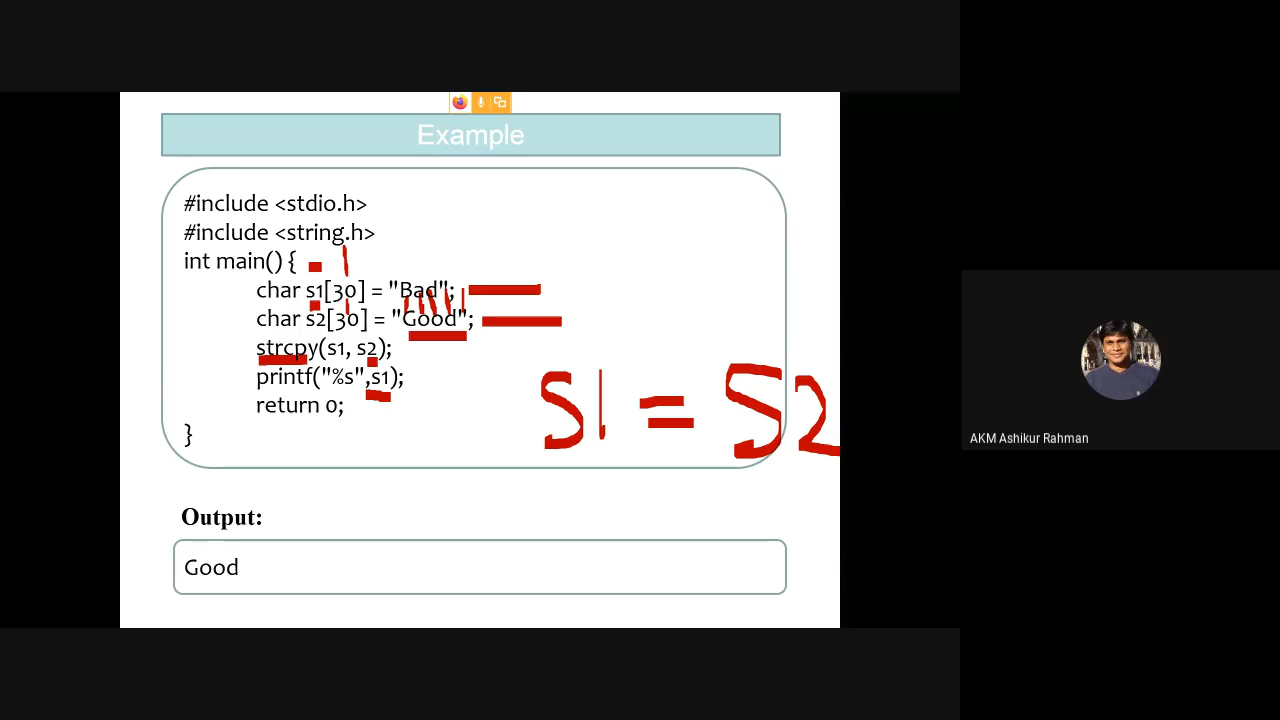 Example
#include <stdio.h>
#include <string.h>
int main() {
char s1[30] = "Bad";
char s2[30] = "Good";
strcpy(s1, s2);
printf("%s",s1);
return 0;
}
S1 = S2
Output:
Good
AKM Ashikur Rahman